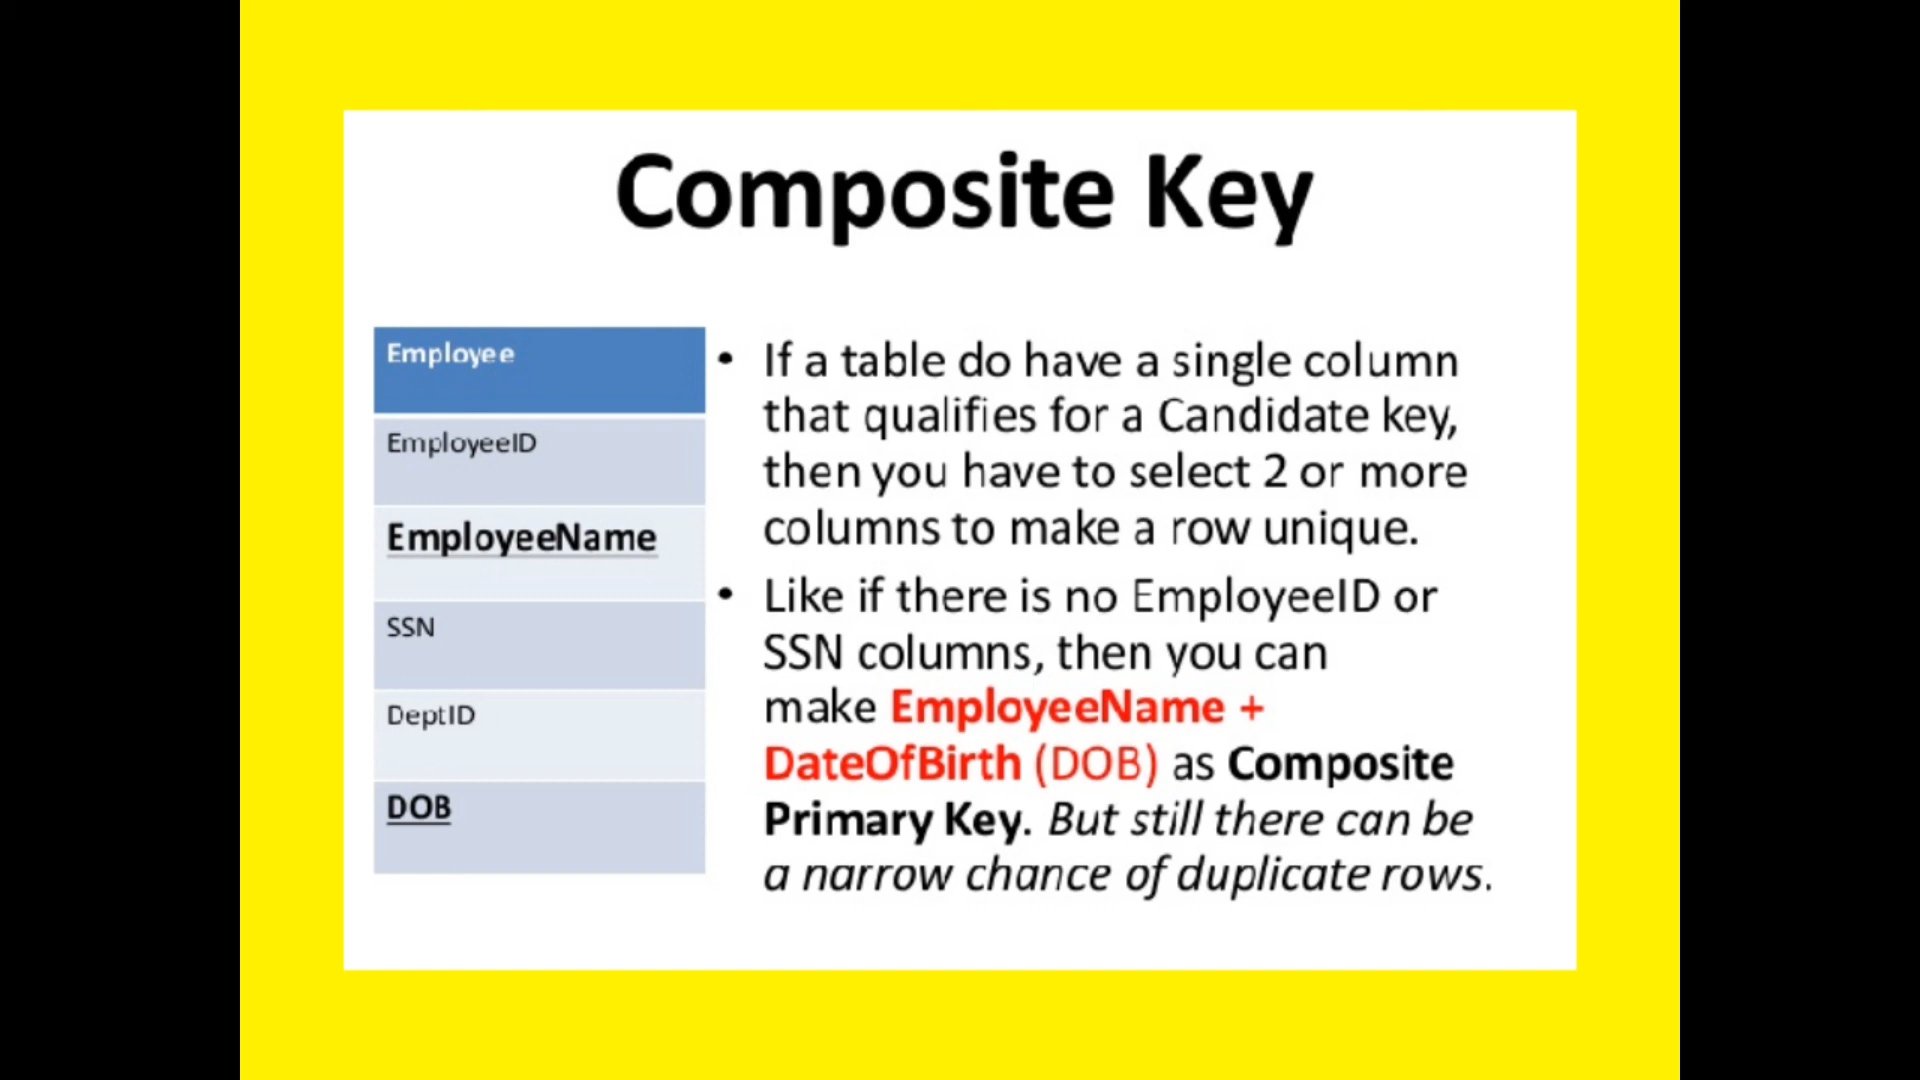 Composite Key
Employee
EmployeeID
EmployeeName
SSN
DeptID
DOB
• If a table do have a single column
that qualifies for a Candidate key,
then you have to select 2 or more
columns to make a row unique.
• Like if there is no EmployeeID or
SSN columns, then you can
make EmployeeName +
DateOfBirth (DOB) as Composite
Primary Key. But still there can be
a narrow chance of duplicate rows.